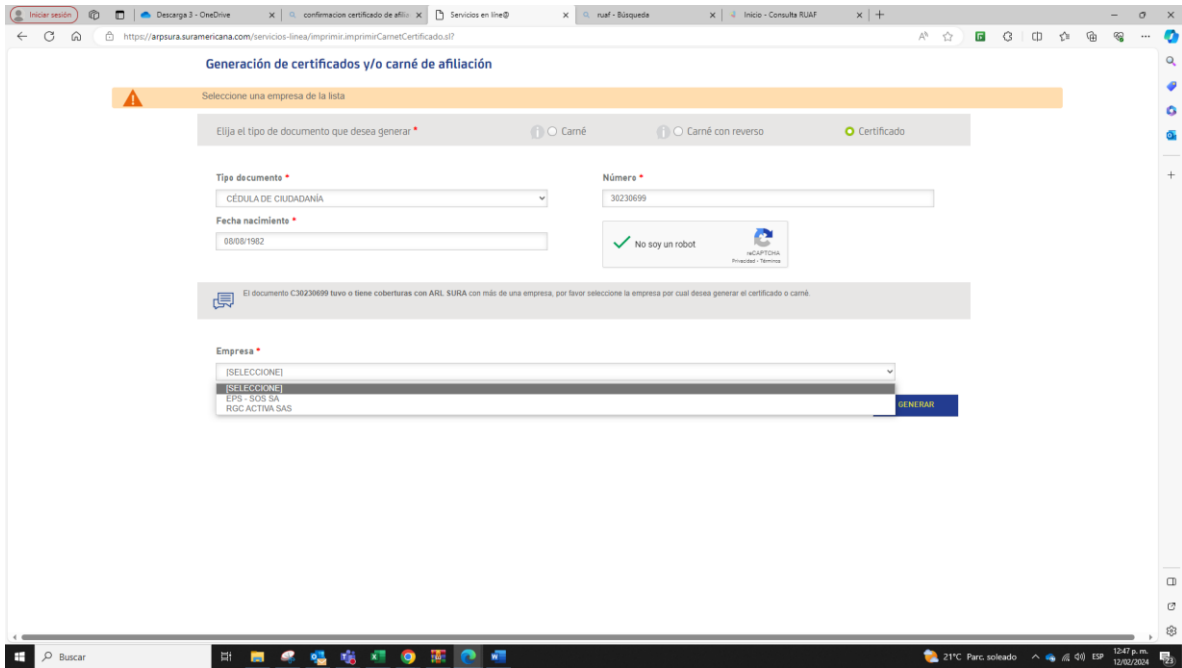 Iniciar sesión
Descarga 3 - OneDrive
confirmacion certificado de afilia
Servicios en líne@
ruaf - Búsqueda
Inicio - Consulta RUAF
https://arpsura.suramericana.com/servicios-linea/imprimir.imprimirCarnetCertificado.sl?
Generación de certificados y/o carné de afiliación
Seleccione una empresa de la lista
Elija el tipo de documento que desea generar * Carné Carné con reverso Certificado
Tipo documento * Número *
CÉDULA DE CIUDADANÍA 30230699
Fecha nacimiento *
08/08/1982
No soy un robot
reCAPTCHA
Privacidad - Términos
El documento C30230699 tuvo o tiene coberturas con ARL SURA con más de una empresa, por favor seleccione la empresa por cual desea generar el certificado o carné.
Empresa *
[SELECCIONE]
[SELECCIONE]
EPS - SOS SA
RGC ACTIVA SAS
GENERAR
Buscar
21°C Parc. soleado
ESP
12:47 p. m.
12/02/2024
23